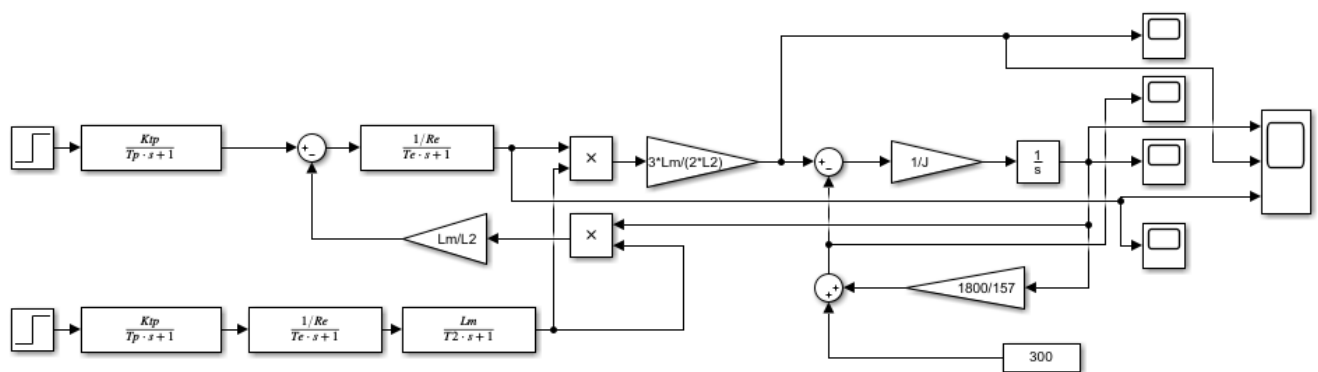 Ktp
Tp · s + 1
+
−
1/Re
Te · s + 1
×
3*Lm/(2*L2)
+
−
1/J
1
s
Lm/L2
×
1800/157
+
+
Ktp
Tp · s + 1
1/Re
Te · s + 1
Lm
T2 · s + 1
300